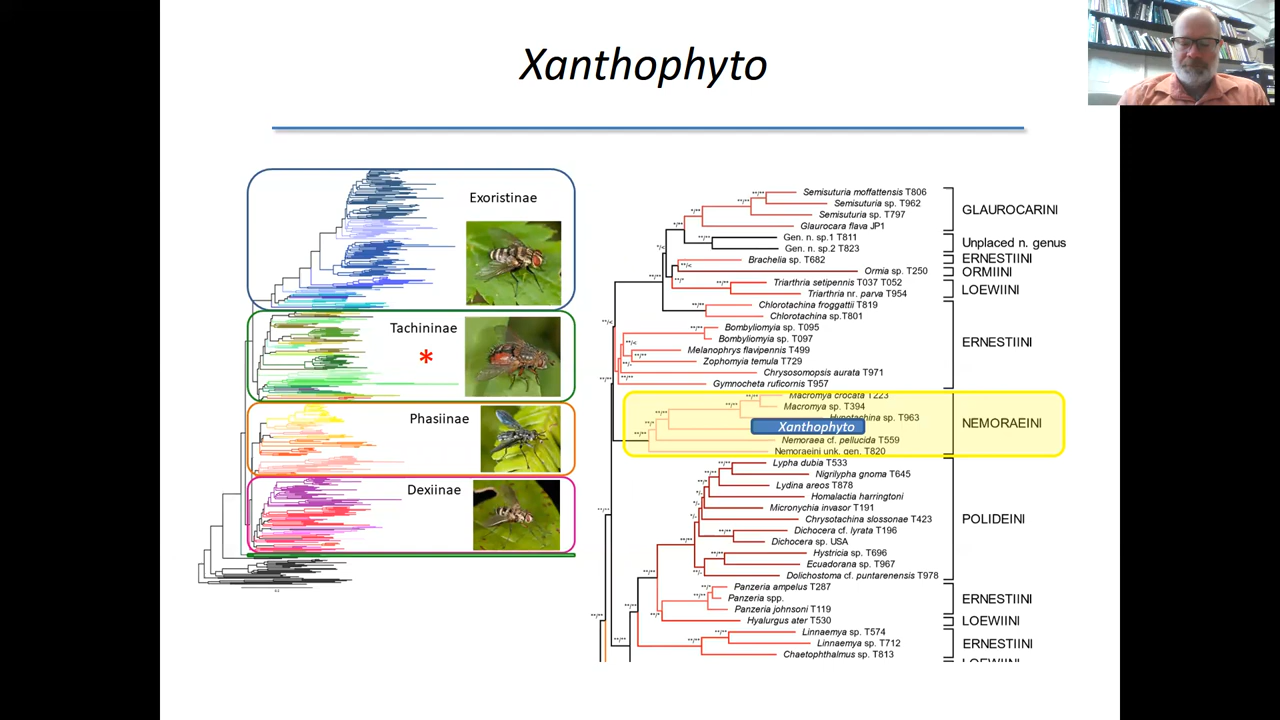 Xanthophyto
Exoristinae
Tachininae
*
Phasiinae
Dexiinae
Semisuturia moffattensis T806
Semisuturia sp. T962
Semisuturia sp. T797
Glaurocara flava JP1
GLAUROCARINI
Gen. n. sp.1 T811
Gen. n. sp.2 T823
Unplaced n. genus
Brachelia sp. T682
ERNESTIINI
Ormia sp. T250
ORMIINI
Triarthria setipennis T037 T052
Triarthria nr. parva T954
LOEWIINI
Chlorotachina froggattii T819
Chlorotachina sp.T801
Bombyliomyia sp. T095
Bombyliomyia sp. T097
Melanophrys flavipennis T499
Zophomyia temula T729
Chrysosomopsis aurata T971
Gymnocheta ruficornis T957
ERNESTIINI
Macromya crocata T223
Macromya sp. T394
Hypotachina sp. T963
Xanthophyto
Nemoraea cf. pellucida T559
Nemoraeini unk. gen. T820
NEMORAEINI
Lypha dubia T533
Nigrilypha gnoma T645
Lydina areos T878
Homalactia harringtoni
Micronychia invasor T191
Chrysotachina slossonae T423
Dichocera cf. lyrata T196
Dichocera sp. USA
Hystricia sp. T696
Ecuadorana sp. T967
Dolichostoma cf. puntarenensis T978
POLIDEINI
Panzeria ampelus T287
Panzeria spp.
Panzeria johnsoni T119
ERNESTIINI
Hyalurgus ater T530
LOEWIINI
Linnaemya sp. T574
Linnaemya sp. T712
Chaetophthalmus sp. T813
ERNESTIINI
LOEWIINI